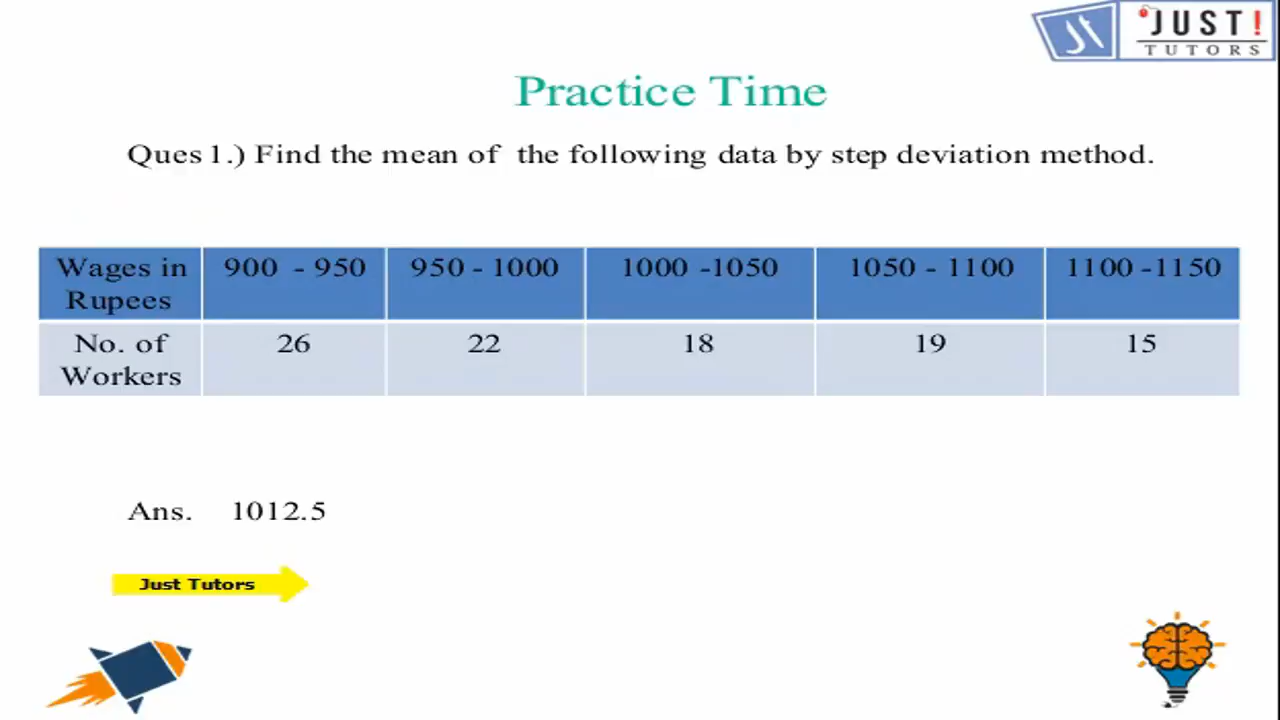 JUST!
TUTORS
Practice Time
Ques 1.) Find the mean of the following data by step deviation method.
Wages in Rupees 900 - 950 950 - 1000 1000 -1050 1050 - 1100 1100 -1150
No. of Workers 26 22 18 19 15
Ans. 1012.5
Just Tutors